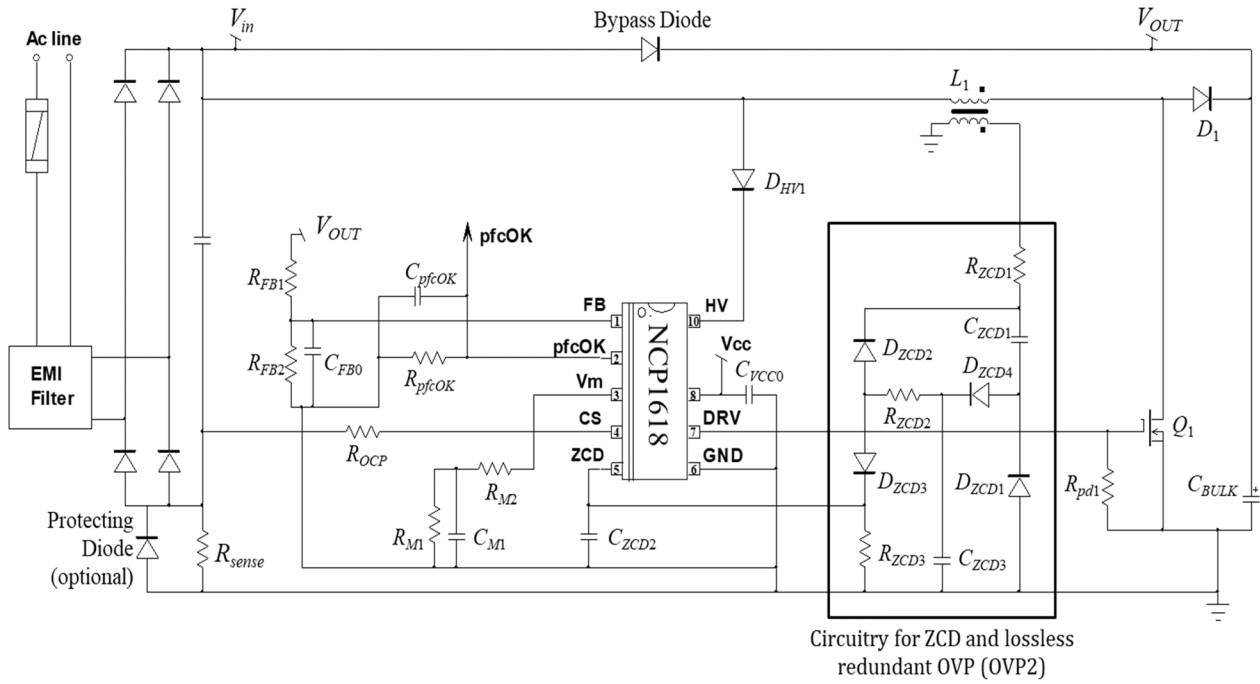 Ac line
V_in
Bypass Diode
V_OUT
L_1
D_1
D_HV1
V_OUT
pfcOK
R_FB1
C_pfcOK
R_ZCD1
FB
HV
1
10
NCP1618
C_ZCD1
Vcc
C_VCC0
D_ZCD2
D_ZCD4
EMI
Filter
R_FB2
C_FB0
R_pfcOK
pfcOK
2
Vm
3
8
R_ZCD2
CS
4
DRV
7
Q_1
R_OCP
ZCD
5
GND
6
R_M2
D_ZCD3
D_ZCD1
R_pd1
C_BULK
+
Protecting
Diode
(optional)
R_sense
R_M1
C_M1
C_ZCD2
R_ZCD3
C_ZCD3
Circuitry for ZCD and lossless
redundant OVP (OVP2)